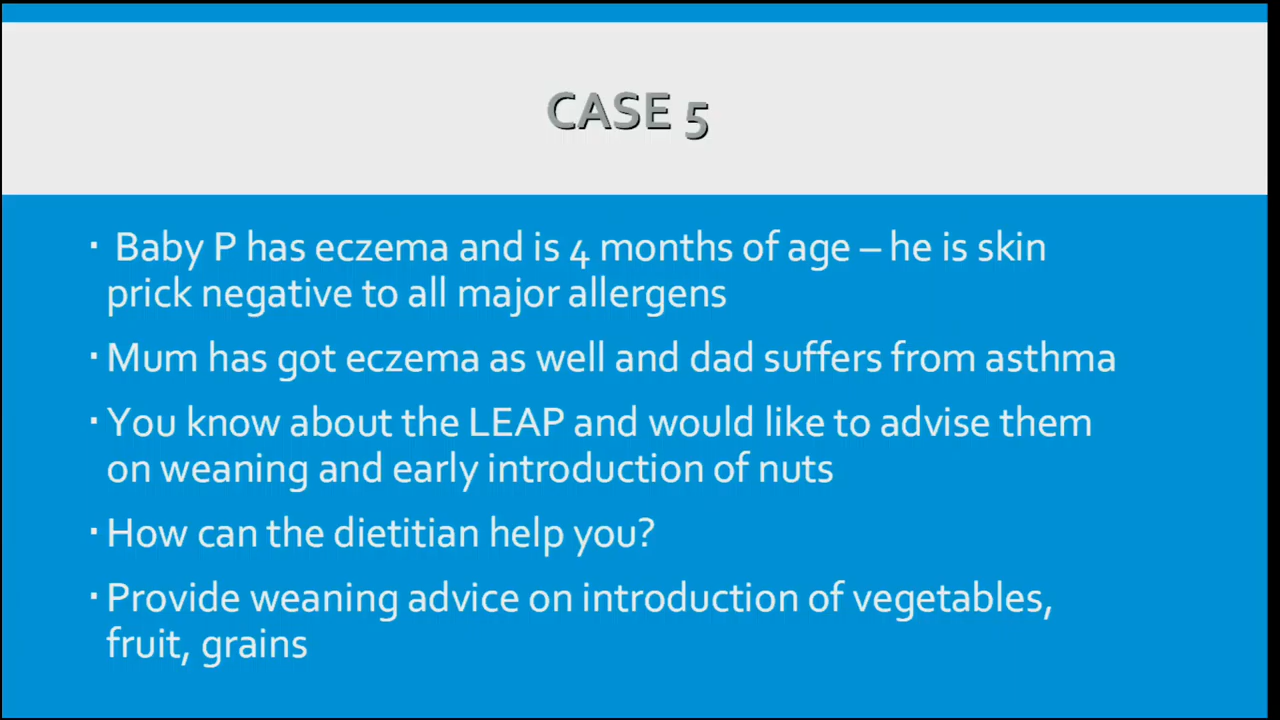 CASE 5
▪ Baby P has eczema and is 4 months of age – he is skin
prick negative to all major allergens
▪ Mum has got eczema as well and dad suffers from asthma
▪ You know about the LEAP and would like to advise them
on weaning and early introduction of nuts
▪ How can the dietitian help you?
▪ Provide weaning advice on introduction of vegetables,
fruit, grains